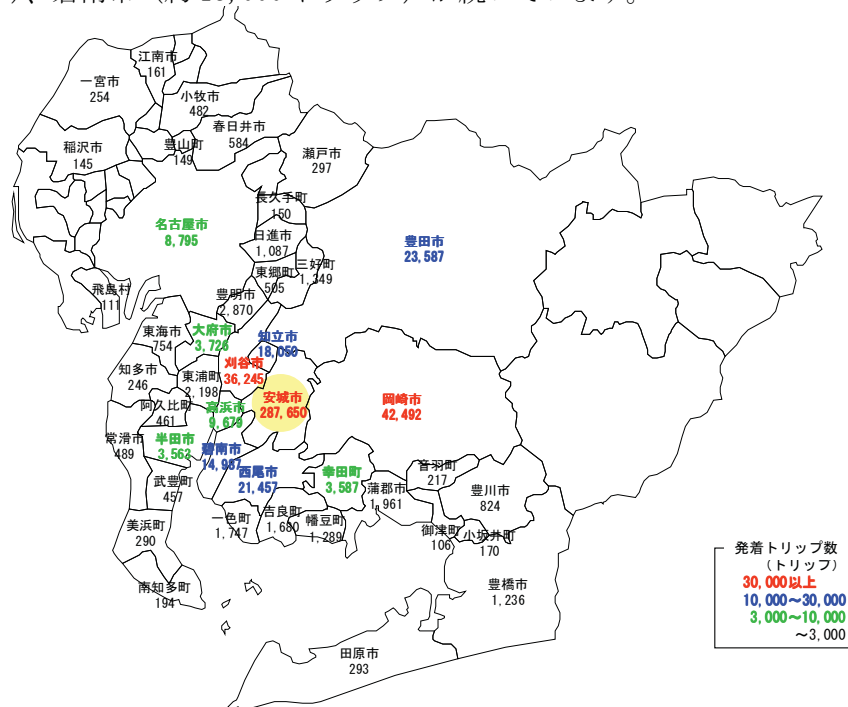 江南市
161
一宮市
254
小牧市
482
春日井市
584
稲沢市
145
豊山町
149
瀬戸市
297
長久手町
150
名古屋市
8,795
日進市
1,087
豊田市
23,587
三好町
1,349
東郷町
505
飛島村
111
豊明市
2,870
東海市
754
大府市
3,726
知立市
18,050
刈谷市
36,245
知多市
246
東浦町
2,198
安城市
287,650
岡崎市
42,492
阿久比町
461
高浜市
9,679
常滑市
489
半田市
3,563
碧南市
14,987
西尾市
21,457
幸田町
3,587
音羽町
217
武豊町
457
蒲郡市
1,961
豊川市
824
一色町
1,747
吉良町
1,680
幡豆町
1,289
美浜町
290
御津町
106
小坂井町
170
南知多町
194
豊橋市
1,236
田原市
293
発着トリップ数
(トリップ)
30,000以上
10,000～30,000
3,000～10,000
～3,000